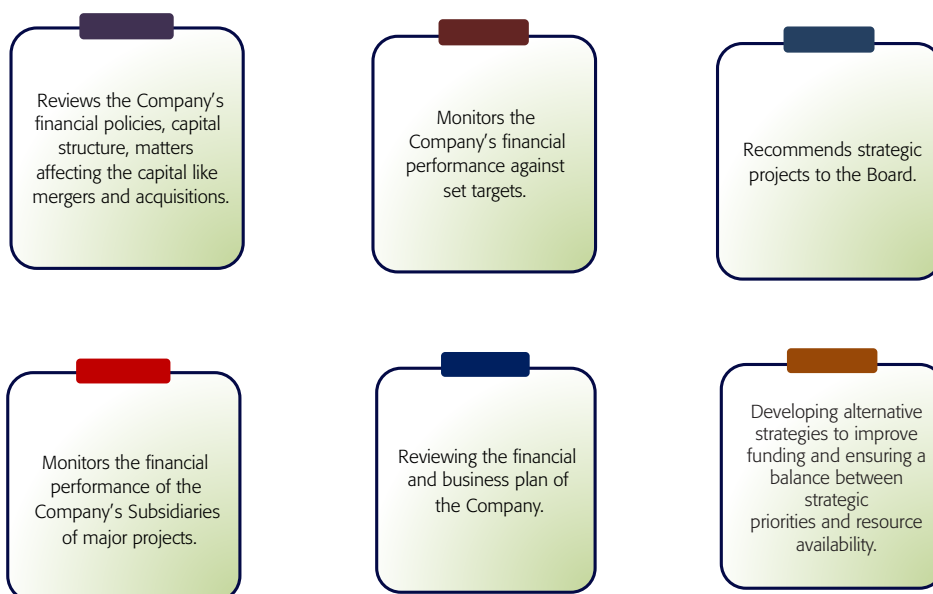 Reviews the Company's
financial policies, capital
structure, matters
affecting the capital like
mergers and acquisitions.
Monitors the
Company's financial
performance against
set targets.
Recommends strategic
projects to the Board.
Monitors the financial
performance of the
Company's Subsidiaries
of major projects.
Reviewing the financial
and business plan of
the Company.
Developing alternative
strategies to improve
funding and ensuring a
balance between
strategic
priorities and resource
availability.